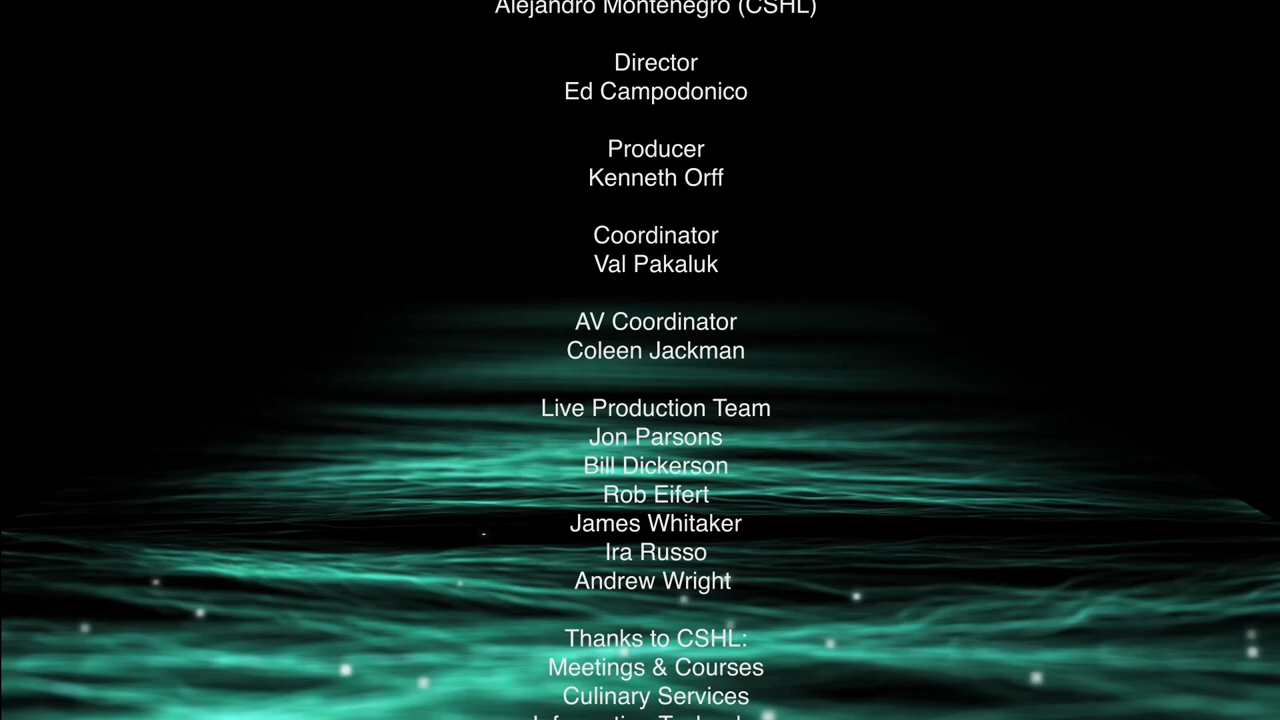 Alejandro Montenegro (CSHL)
Director
Ed Campodonico
Producer
Kenneth Orff
Coordinator
Val Pakaluk
AV Coordinator
Coleen Jackman
Live Production Team
Jon Parsons
Bill Dickerson
Rob Eifert
James Whitaker
Ira Russo
Andrew Wright
Thanks to CSHL:
Meetings & Courses
Culinary Services